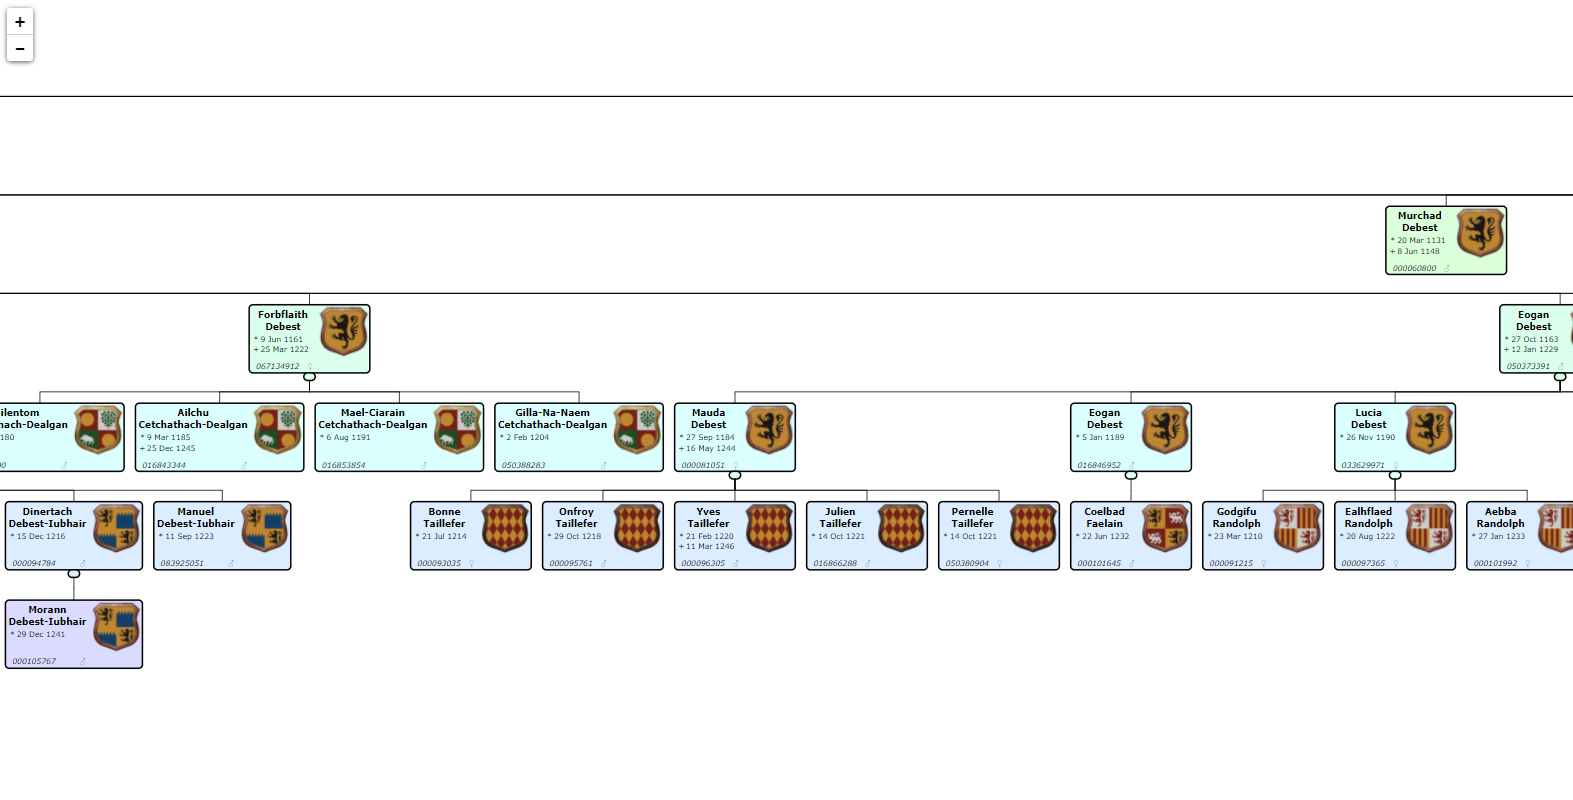 +
−
Murchad
Debest
* 20 Mar 1131
+ 8 Jun 1148
000060800 ♂
Forbflaith
Debest
* 9 Jun 1161
+ 25 Mar 1222
067134912 ♀
Eogan
Debest
* 27 Oct 1163
+ 12 Jan 1229
050373391 ♂
ilentom
hach-Dealgan
180
00 ♂
Ailchu
Cetchathach-Dealgan
* 9 Mar 1185
+ 25 Dec 1245
016843344 ♂
Mael-Ciarain
Cetchathach-Dealgan
* 6 Aug 1191
016853854 ♂
Gilla-Na-Naem
Cetchathach-Dealgan
* 2 Feb 1204
050388283 ♂
Mauda
Debest
* 27 Sep 1184
+ 16 May 1244
000081051 ♀
Eogan
Debest
* 5 Jan 1189
016846952 ♂
Lucia
Debest
* 26 Nov 1190
033629971 ♀
Dinertach
Debest-Iubhair
* 15 Dec 1216
000094784 ♂
Manuel
Debest-Iubhair
* 11 Sep 1223
083925051 ♂
Bonne
Taillefer
* 21 Jul 1214
000093035 ♀
Onfroy
Taillefer
* 29 Oct 1218
000095761 ♂
Yves
Taillefer
* 21 Feb 1220
+ 11 Mar 1246
000096305 ♂
Julien
Taillefer
* 14 Oct 1221
016866288 ♂
Pernelle
Taillefer
* 14 Oct 1221
050380904 ♀
Coelbad
Faelain
* 22 Jun 1232
000101645 ♂
Godgifu
Randolph
* 23 Mar 1210
000091215 ♀
Ealhflaed
Randolph
* 20 Aug 1222
000097365 ♀
Aebba
Randolph
* 27 Jan 1233
000101992 ♀
Morann
Debest-Iubhair
* 29 Dec 1241
000105767 ♂